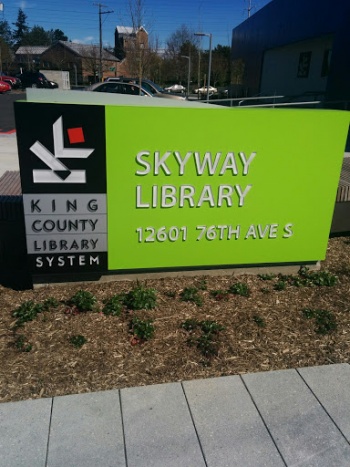 SKYWAY
LIBRARY
12601 76TH AVE S
KING
COUNTY
LIBRARY
SYSTEM